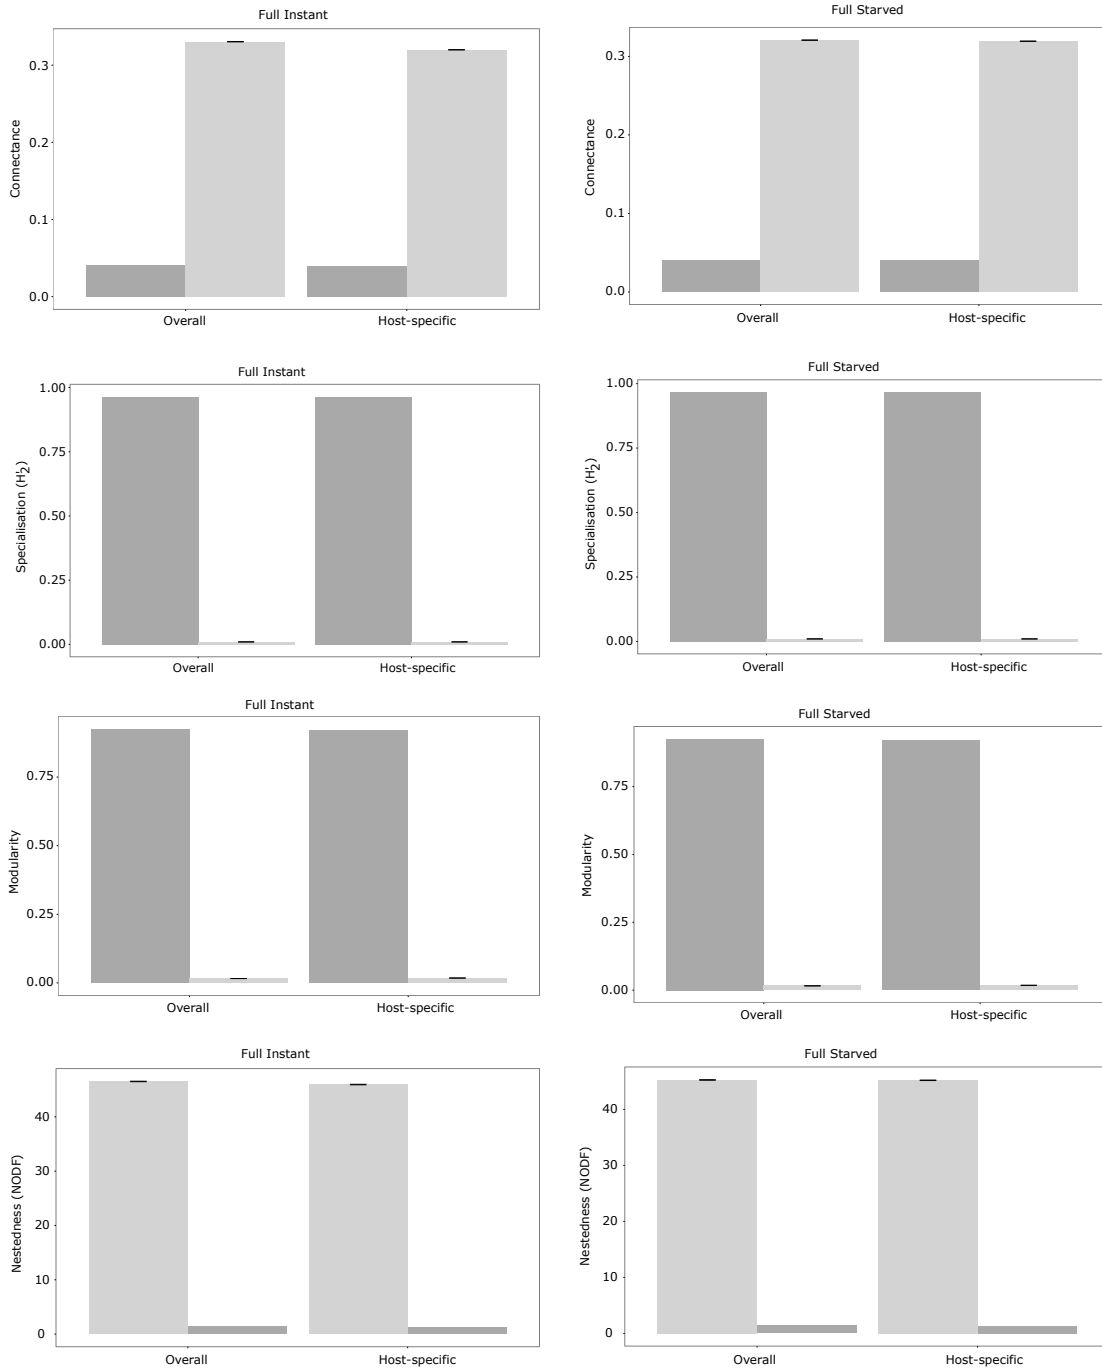 Full Instant
Connectance
0.3
0.2
0.1
0.0
Overall
Host-specific
Full Starved
Connectance
0.3
0.2
0.1
0.0
Overall
Host-specific
Full Instant
Specialisation (H'2)
1.00
0.75
0.50
0.25
0.00
Overall
Host-specific
Full Starved
Specialisation (H'2)
1.00
0.75
0.50
0.25
0.00
Overall
Host-specific
Full Instant
Modularity
0.75
0.50
0.25
0.00
Overall
Host-specific
Full Starved
Modularity
0.75
0.50
0.25
0.00
Overall
Host-specific
Full Instant
Nestedness (NODF)
40
30
20
10
0
Overall
Host-specific
Full Starved
Nestedness (NODF)
40
30
20
10
0
Overall
Host-specific